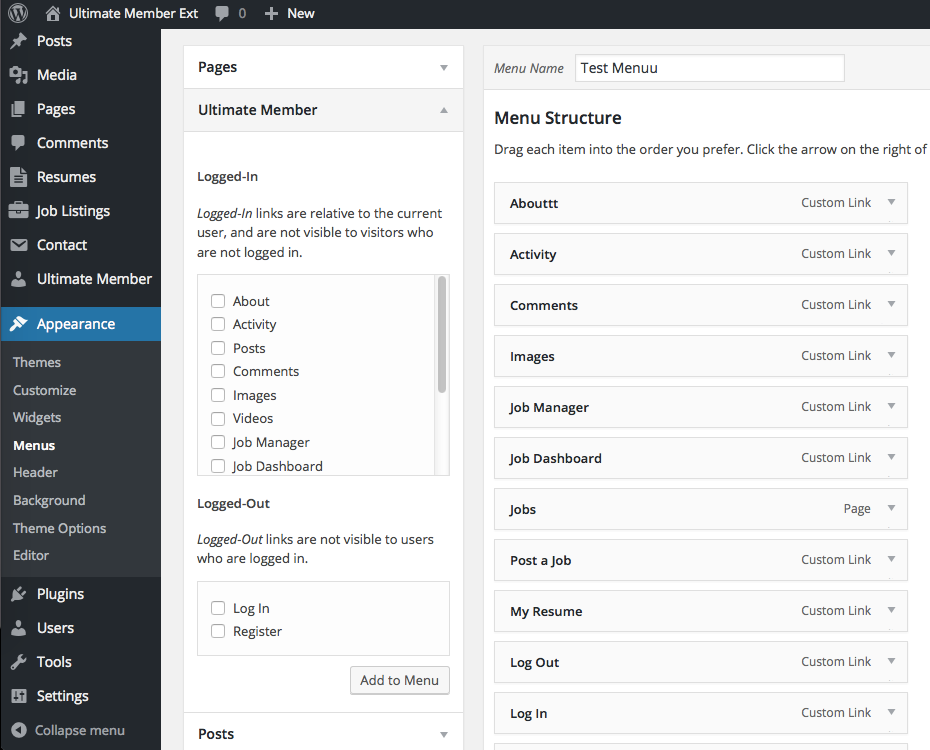 Ultimate Member Ext 0 New
Posts
Media
Pages
Comments
Resumes
Job Listings
Contact
Ultimate Member
Appearance
Themes
Customize
Widgets
Menus
Header
Background
Theme Options
Editor
Plugins
Users
Tools
Settings
Collapse menu
Pages
Ultimate Member
Logged-In
Logged-In links are relative to the current
user, and are not visible to visitors who
are not logged in.
About
Activity
Posts
Comments
Images
Videos
Job Manager
Job Dashboard
Logged-Out
Logged-Out links are not visible to users
who are logged in.
Log In
Register
Add to Menu
Posts
Menu Name Test Menuu
Menu Structure
Drag each item into the order you prefer. Click the arrow on the right of
Abouttt Custom Link
Activity Custom Link
Comments Custom Link
Images Custom Link
Job Manager Custom Link
Job Dashboard Custom Link
Jobs Page
Post a Job Custom Link
My Resume Custom Link
Log Out Custom Link
Log In Custom Link